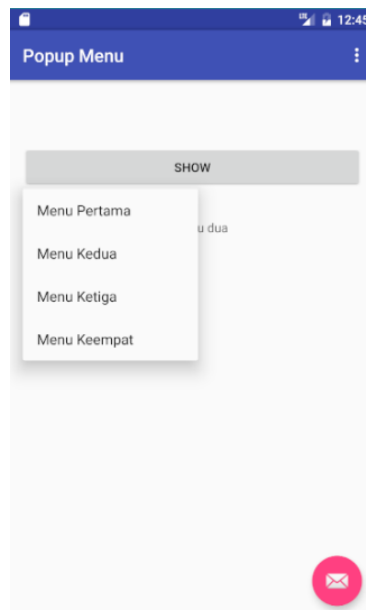 12:45
Popup Menu
SHOW
Menu Pertama
u dua
Menu Kedua
Menu Ketiga
Menu Keempat